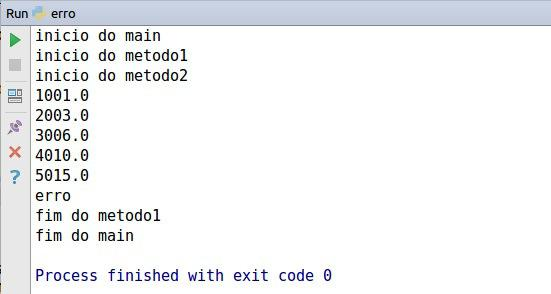 Run erro
inicio do main
inicio do metodo1
inicio do metodo2
1001.0
2003.0
3006.0
4010.0
5015.0
erro
fim do metodo1
fim do main
Process finished with exit code 0